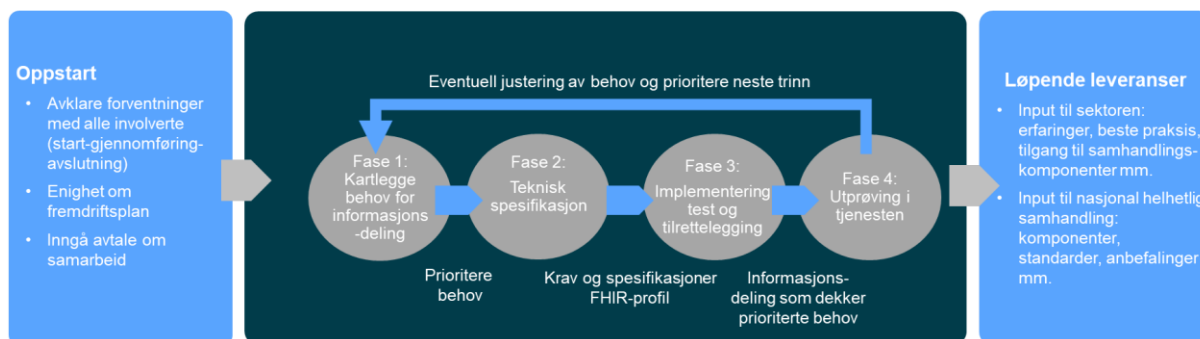 Oppstart
• Avklare forventninger
med alle involverte
(start-gjennomføring-
avslutning)
• Enighet om
fremdriftsplan
• Inngå avtale om
samarbeid
Eventuell justering av behov og prioritere neste trinn
Fase 1:
Kartlegge
behov for
informasjons
-deling
Fase 2:
Teknisk
spesifikasjon
Fase 3:
Implementering
test og
tilrettelegging
Fase 4:
Utprøving i
tjenesten
Prioritere
behov
Krav og spesifikasjoner
FHIR-profil
Informasjons-
deling som dekker
prioriterte behov
Løpende leveranser
• Input til sektoren:
erfaringer, beste praksis,
tilgang til samhandlings-
komponenter mm.
• Input til nasjonal helhetlig
samhandling:
komponenter,
standarder, anbefalinger
mm.